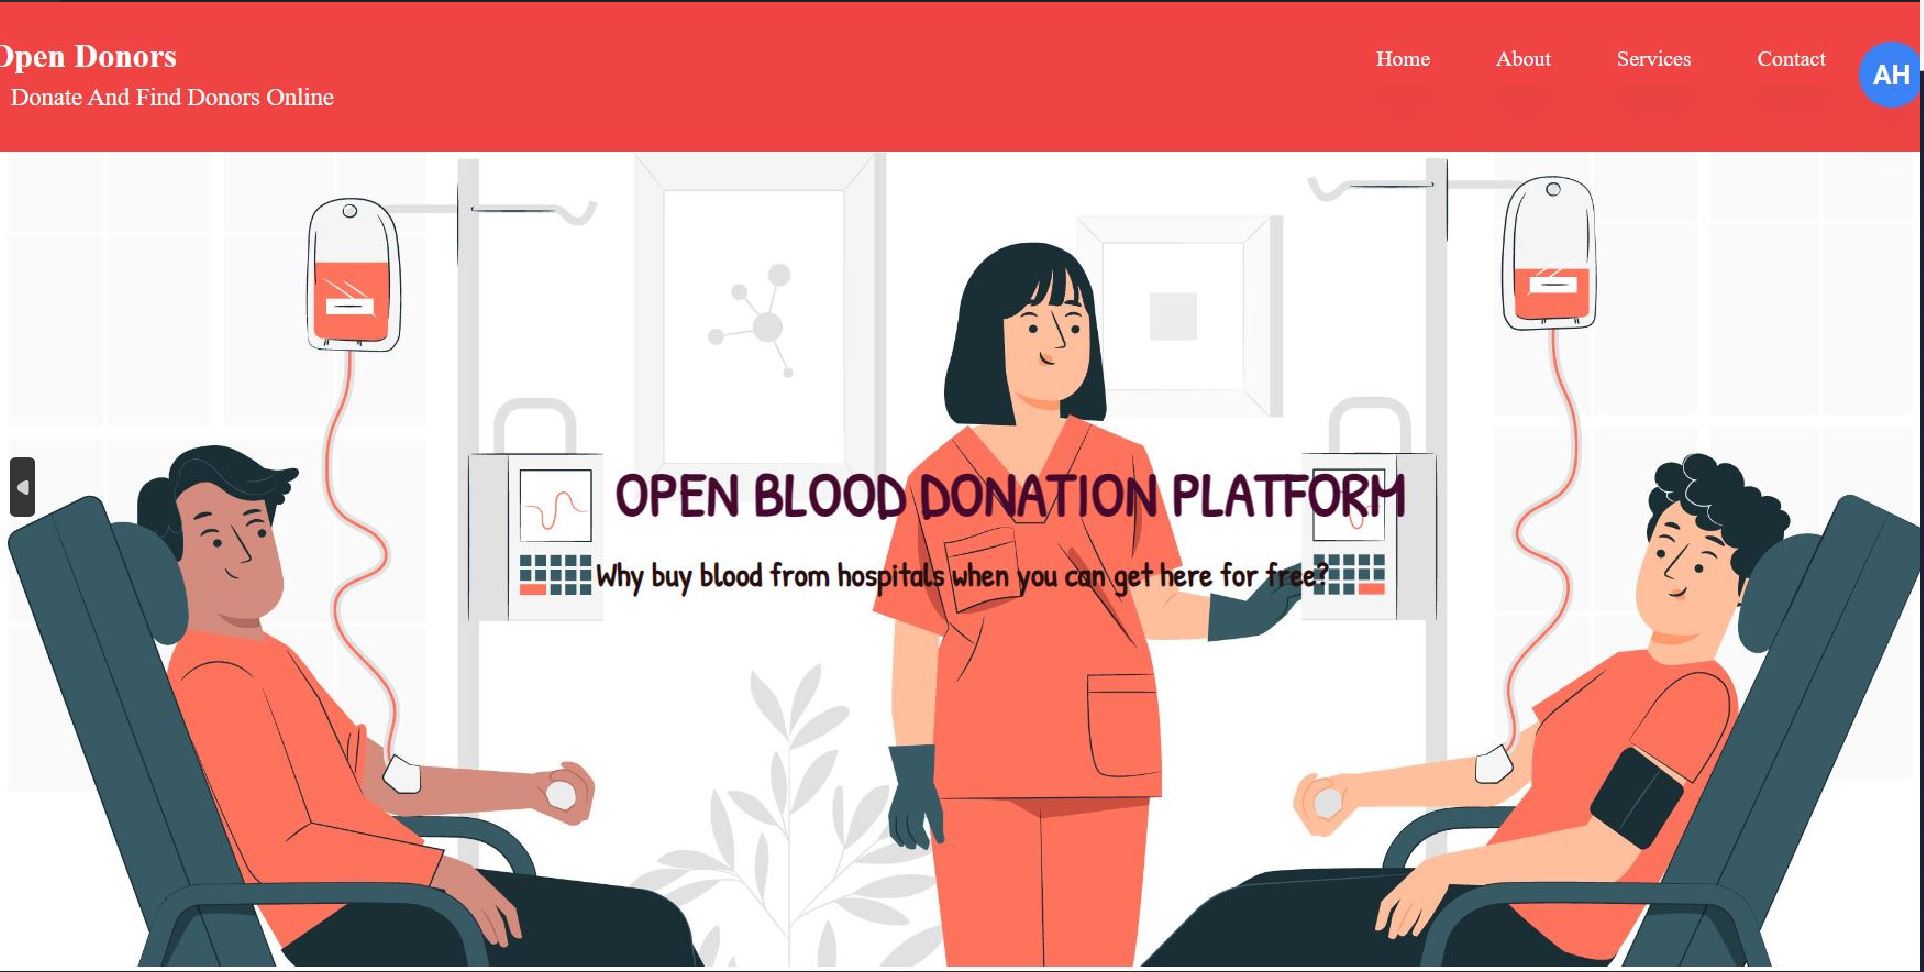 Open Donors
Donate And Find Donors Online
Home About Services Contact AH
OPEN BLOOD DONATION PLATFORM
Why buy blood from hospitals when you can get here for free?